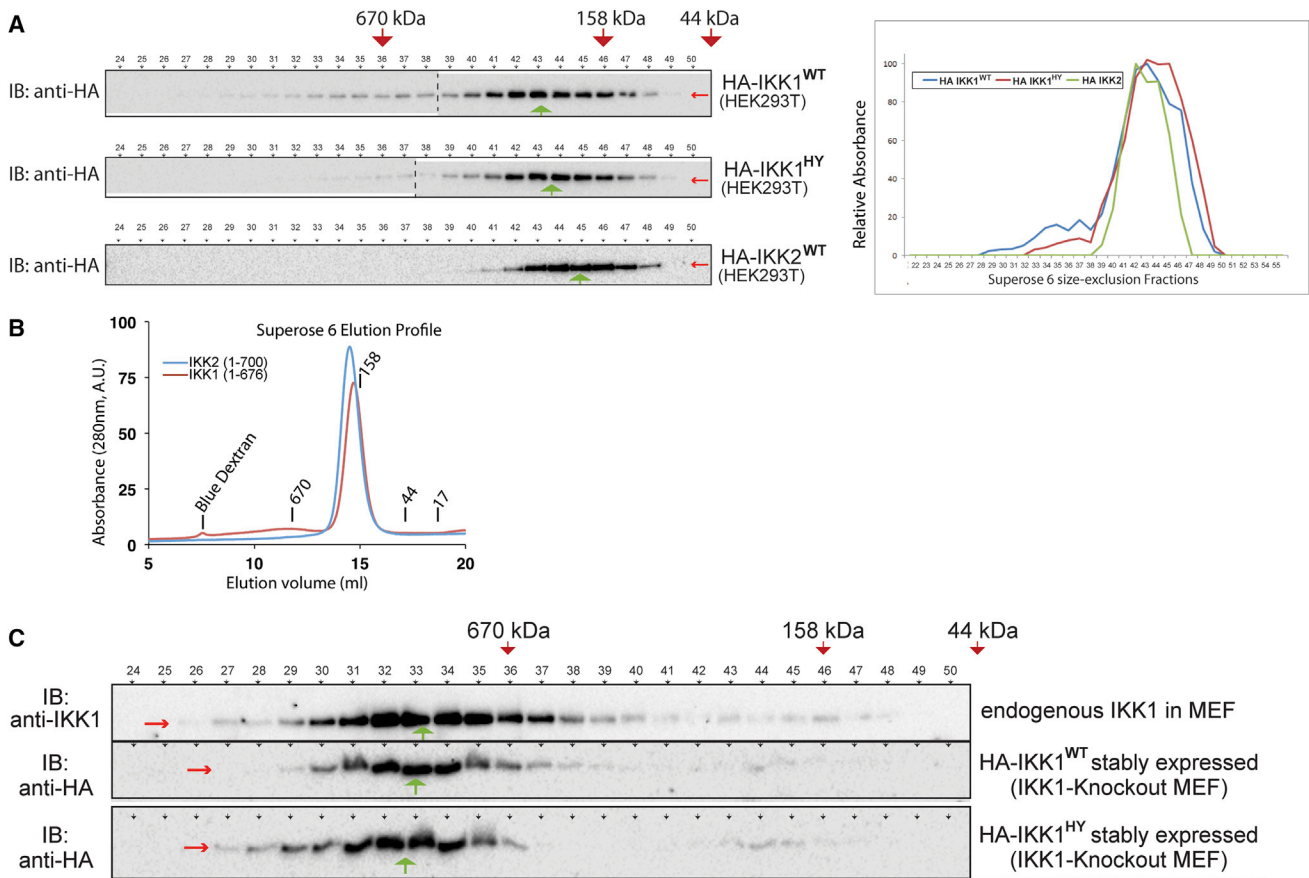 A
670 kDa 158 kDa 44 kDa
24 25 26 27 28 29 30 31 32 33 34 35 36 37 38 39 40 41 42 43 44 45 46 47 48 49 50
IB: anti-HA
HA-IKK1WT
(HEK293T)
24 25 26 27 28 29 30 31 32 33 34 35 36 37 38 39 40 41 42 43 44 45 46 47 48 49 50
IB: anti-HA
HA-IKK1HY
(HEK293T)
24 25 26 27 28 29 30 31 32 33 34 35 36 37 38 39 40 41 42 43 44 45 46 47 48 49 50
IB: anti-HA
HA-IKK2WT
(HEK293T)
HA IKK1WT HA IKK1HY HA IKK2
Relative Absorbance
100
80
60
40
20
0
22 23 24 25 26 27 28 29 30 31 32 33 34 35 36 37 38 39 40 41 42 43 44 45 46 47 48 49 50 51 52 53 54 55
Superose 6 size-exclusion Fractions
B
Superose 6 Elution Profile
IKK2 (1-700)
IKK1 (1-676)
Absorbance (280nm, A.U.)
100
75
50
25
0
Blue Dextran
670
158
44
17
5 10 15 20
Elution volume (ml)
C
670 kDa 158 kDa 44 kDa
24 25 26 27 28 29 30 31 32 33 34 35 36 37 38 39 40 41 42 43 44 45 46 47 48 49 50
IB:
anti-IKK1
endogenous IKK1 in MEF
IB:
anti-HA
HA-IKK1WT stably expressed
(IKK1-Knockout MEF)
IB:
anti-HA
HA-IKK1HY stably expressed
(IKK1-Knockout MEF)